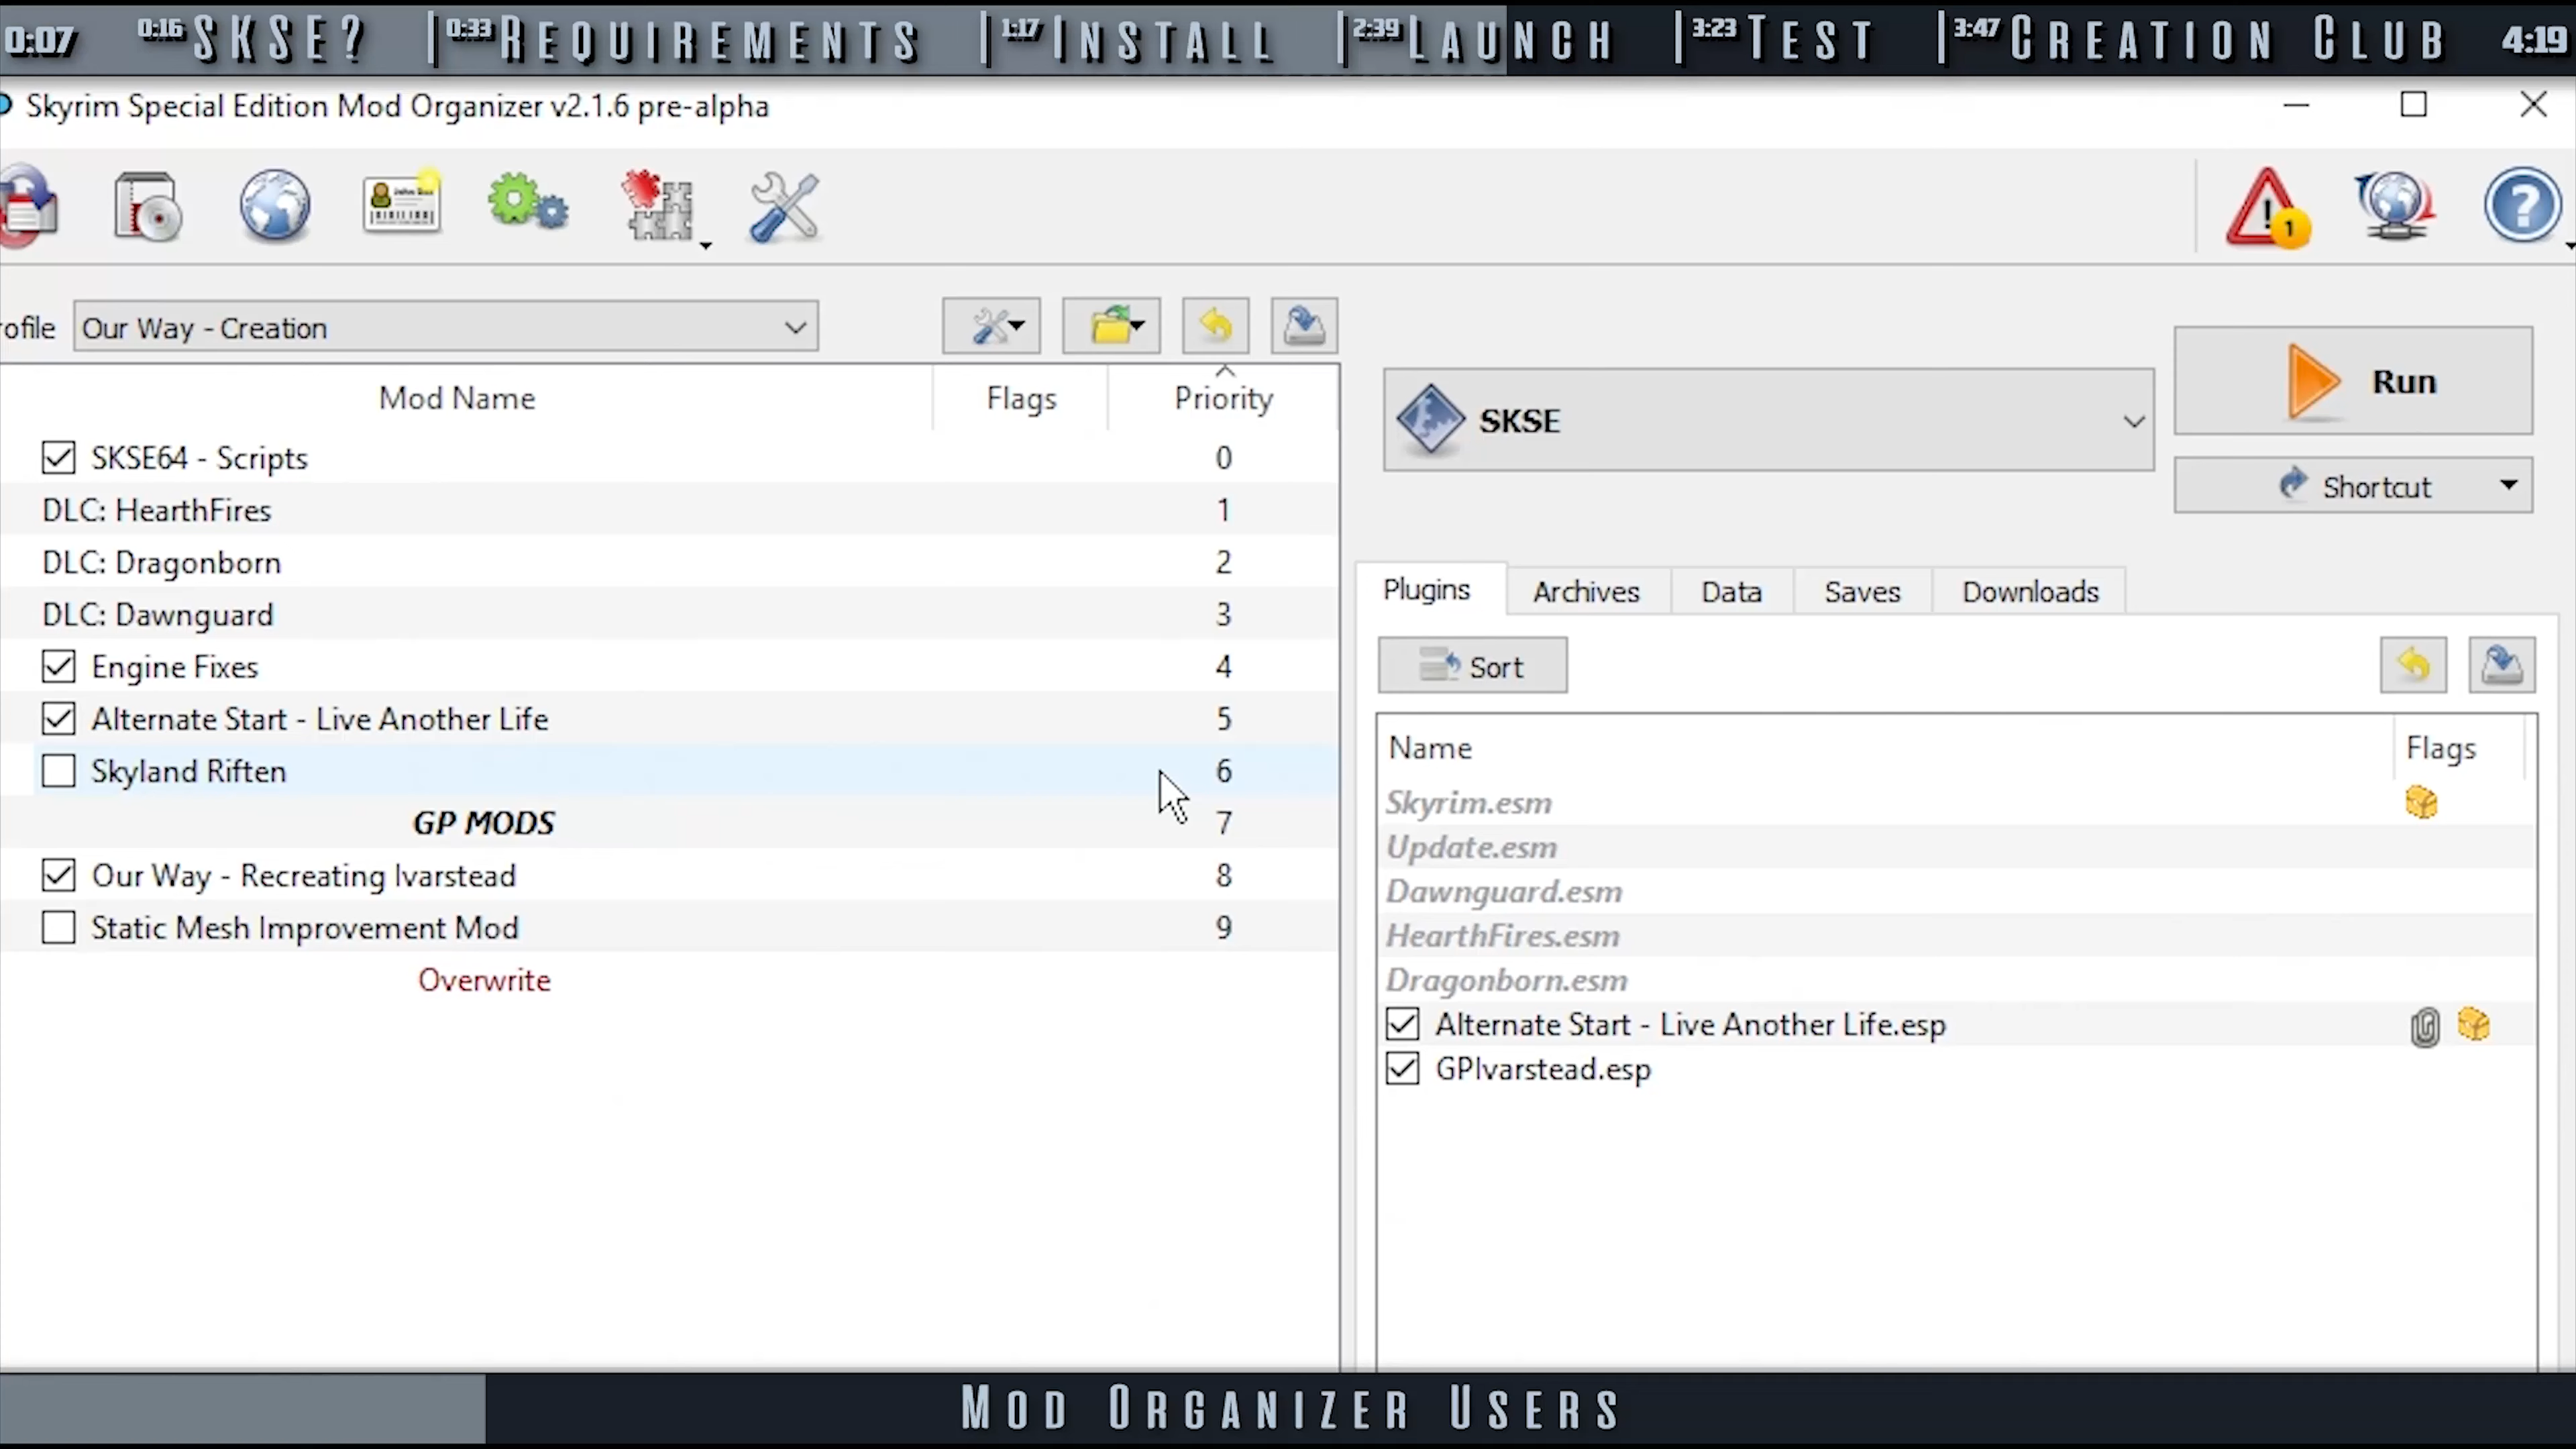 0:07 0:16 SKSE? 0:33 REQUIREMENTS 1:17 INSTALL 2:39 LAUNCH 3:23 TEST 3:47 CREATION CLUB 4:19
Skyrim Special Edition Mod Organizer v2.1.6 pre-alpha
1
rofile Our Way - Creation
Mod Name Flags Priority
SKSE64 - Scripts 0
DLC: HearthFires 1
DLC: Dragonborn 2
DLC: Dawnguard 3
Engine Fixes 4
Alternate Start - Live Another Life 5
Skyland Riften 6
GP MODS 7
Our Way - Recreating Ivarstead 8
Static Mesh Improvement Mod 9
Overwrite
SKSE
Run
Shortcut
Plugins Archives Data Saves Downloads
Sort
Name Flags
Skyrim.esm
Update.esm
Dawnguard.esm
HearthFires.esm
Dragonborn.esm
Alternate Start - Live Another Life.esp
GPIvarstead.esp
MOD ORGANIZER USERS